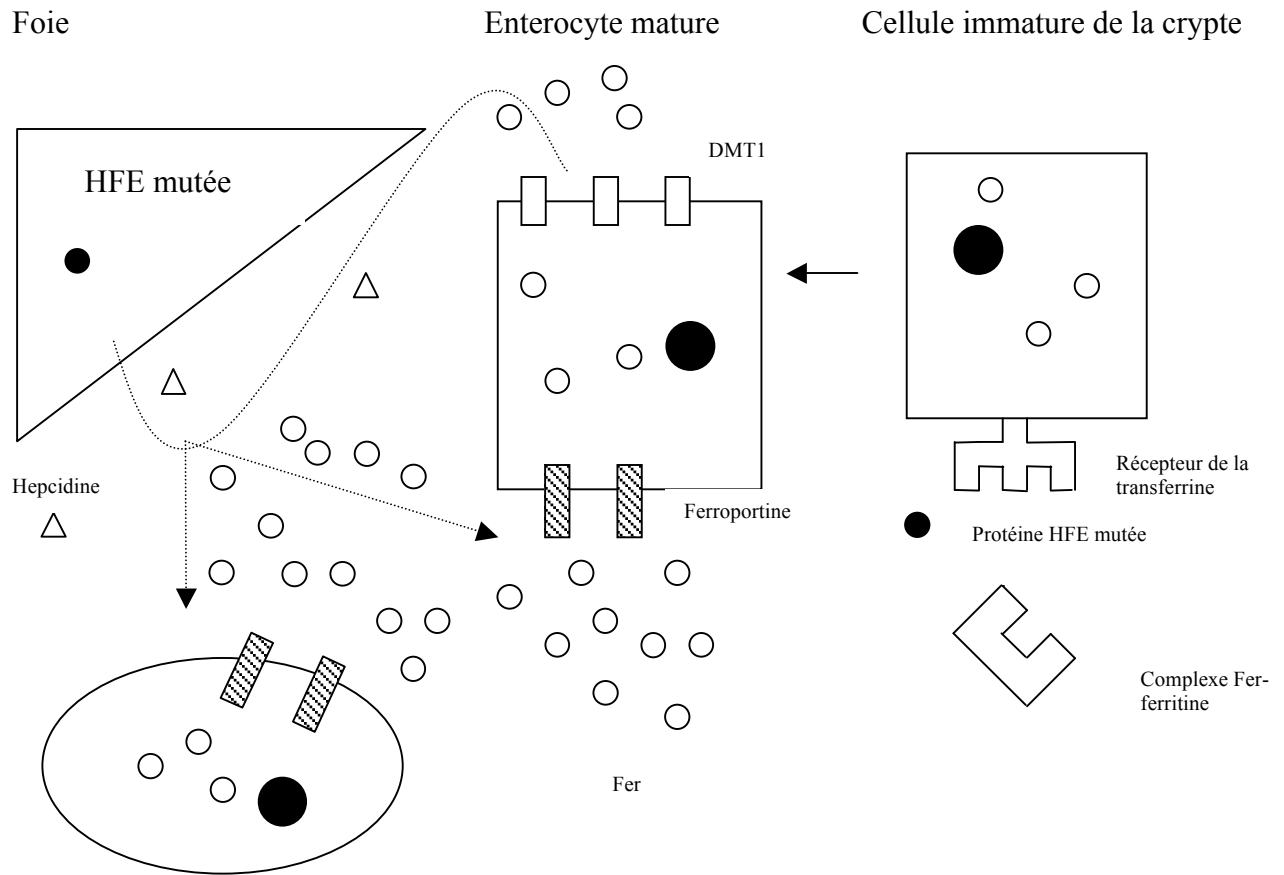 Foie
Enterocyte mature
Cellule immature de la crypte
DMT1
HFE mutée
Hepcidine
Ferroportine
Récepteur de la
transferrine
Protéine HFE mutée
Complexe Fer-
ferritine
Fer